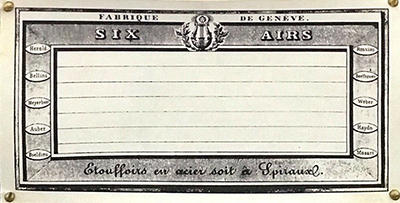 FABRIQUE DE GENÈVE.
SIX AIRS
Herold Rossini
Bellini
Meyerbeer Weber
Auber Haydn
Boieldieu Mozart
Etouffoirs en acier soit à Spiraux.